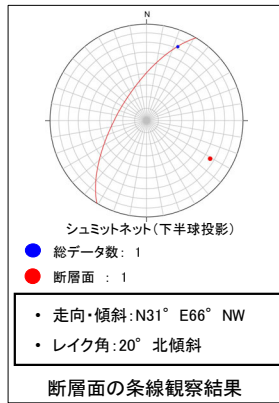 N
シュミットネット(下半球投影)
総データ数: 1
断層面 : 1
• 走向・傾斜:N31° E66° NW
• レイク角:20° 北傾斜
断層面の条線観察結果